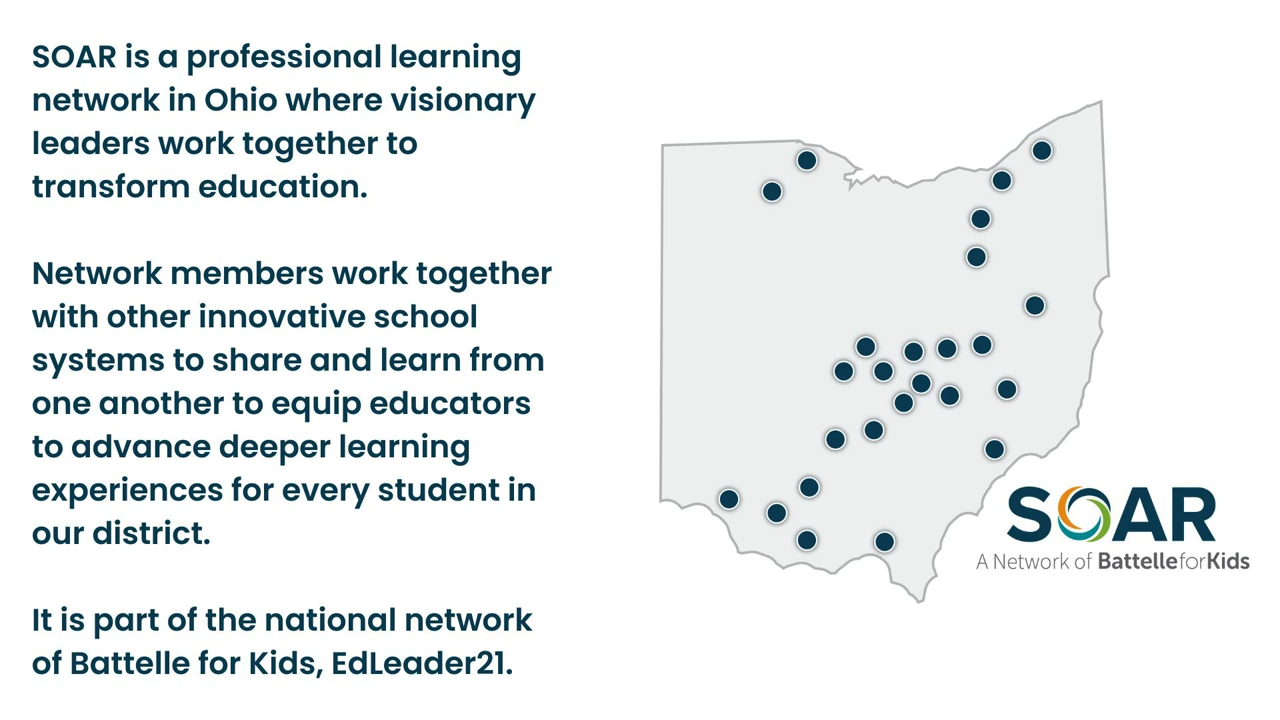 SOAR is a professional learning
network in Ohio where visionary
leaders work together to
transform education.
Network members work together
with other innovative school
systems to share and learn from
one another to equip educators
to advance deeper learning
experiences for every student in
our district.
It is part of the national network
of Battelle for Kids, EdLeader21.
SOAR
A Network of BattelleforKids